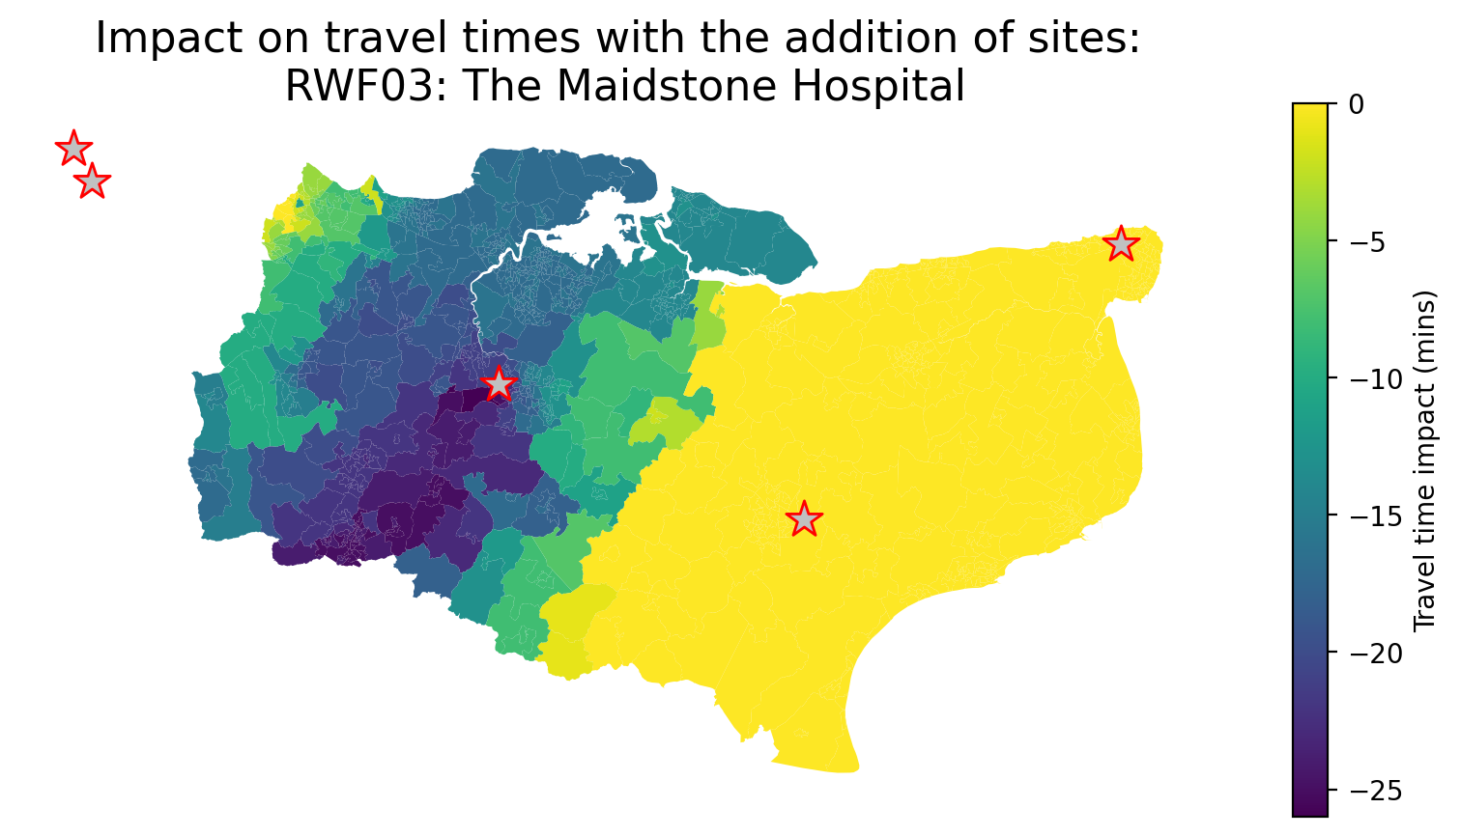 Impact on travel times with the addition of sites:
RWF03: The Maidstone Hospital
0
−5
−10
−15
−20
−25
Travel time impact (mins)